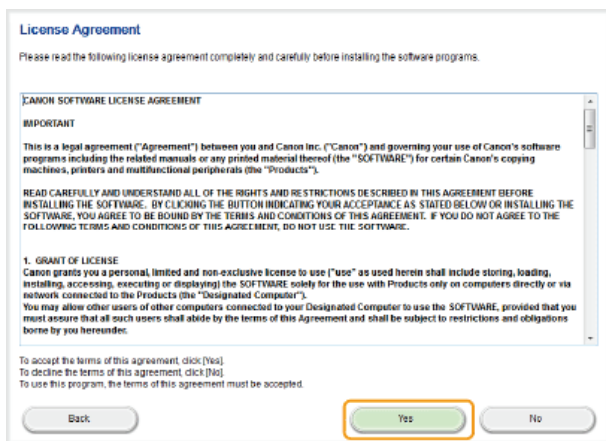 License Agreement
Please read the following license agreement completely and carefully before installing the software programs.
CANON SOFTWARE LICENSE AGREEMENT
IMPORTANT
This is a legal agreement ("Agreement") between you and Canon Inc. ("Canon") and governing your use of Canon's software
programs including the related manuals or any printed material thereof (the "SOFTWARE") for certain Canon's copying
machines, printers and multifunctional peripherals (the "Products").
READ CAREFULLY AND UNDERSTAND ALL OF THE RIGHTS AND RESTRICTIONS DESCRIBED IN THIS AGREEMENT BEFORE
INSTALLING THE SOFTWARE. BY CLICKING THE BUTTON INDICATING YOUR ACCEPTANCE AS STATED BELOW OR INSTALLING THE
SOFTWARE, YOU AGREE TO BE BOUND BY THE TERMS AND CONDITIONS OF THIS AGREEMENT. IF YOU DO NOT AGREE TO THE
FOLLOWING TERMS AND CONDITIONS OF THIS AGREEMENT, DO NOT USE THE SOFTWARE.
1. GRANT OF LICENSE
Canon grants you a personal, limited and non-exclusive license to use ("use" as used herein shall include storing, loading,
installing, accessing, executing or displaying) the SOFTWARE solely for the use with Products only on computers directly or via
network connected to the Products (the "Designated Computer").
You may allow other users of other computers connected to your Designated Computer to use the SOFTWARE, provided that you
must assure that all such users shall abide by the terms of this Agreement and shall be subject to restrictions and obligations
borne by you hereunder.
To accept the terms of this agreement, click [Yes].
To decline the terms of this agreement, click [No].
To use this program, the terms of this agreement must be accepted.
Back Yes No